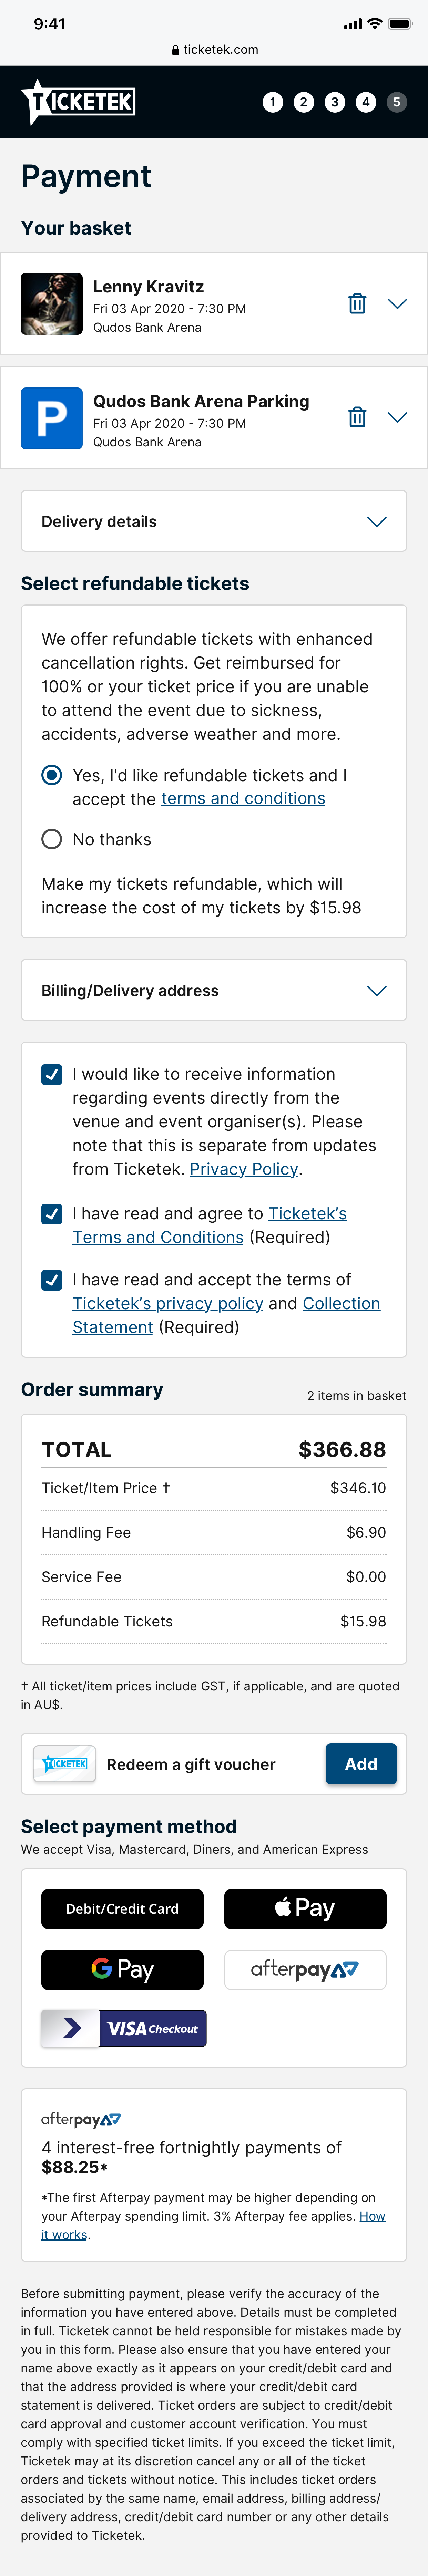 9:41
ticketek.com
TICKETEK
1 2 3 4 5
Payment
Your basket
Lenny Kravitz
Fri 03 Apr 2020 - 7:30 PM
Qudos Bank Arena
P
Qudos Bank Arena Parking
Fri 03 Apr 2020 - 7:30 PM
Qudos Bank Arena
Delivery details
Select refundable tickets
We offer refundable tickets with enhanced
cancellation rights. Get reimbursed for
100% or your ticket price if you are unable
to attend the event due to sickness,
accidents, adverse weather and more.
Yes, I'd like refundable tickets and I
accept the terms and conditions
No thanks
Make my tickets refundable, which will
increase the cost of my tickets by $15.98
Billing/Delivery address
I would like to receive information
regarding events directly from the
venue and event organiser(s). Please
note that this is separate from updates
from Ticketek. Privacy Policy.
I have read and agree to Ticketek’s
Terms and Conditions (Required)
I have read and accept the terms of
Ticketek’s privacy policy and Collection
Statement (Required)
Order summary
2 items in basket
TOTAL $366.88
Ticket/Item Price † $346.10
Handling Fee $6.90
Service Fee $0.00
Refundable Tickets $15.98
† All ticket/item prices include GST, if applicable, and are quoted
in AU$.
TICKETEK Redeem a gift voucher Add
Select payment method
We accept Visa, Mastercard, Diners, and American Express
Debit/Credit Card Pay
G Pay afterpay
VISA Checkout
afterpay
4 interest-free fortnightly payments of
$88.25*
*The first Afterpay payment may be higher depending on
your Afterpay spending limit. 3% Afterpay fee applies. How
it works.
Before submitting payment, please verify the accuracy of the
information you have entered above. Details must be completed
in full. Ticketek cannot be held responsible for mistakes made by
you in this form. Please also ensure that you have entered your
name above exactly as it appears on your credit/debit card and
that the address provided is where your credit/debit card
statement is delivered. Ticket orders are subject to credit/debit
card approval and customer account verification. You must
comply with specified ticket limits. If you exceed the ticket limit,
Ticketek may at its discretion cancel any or all of the ticket
orders and tickets without notice. This includes ticket orders
associated by the same name, email address, billing address/
delivery address, credit/debit card number or any other details
provided to Ticketek.